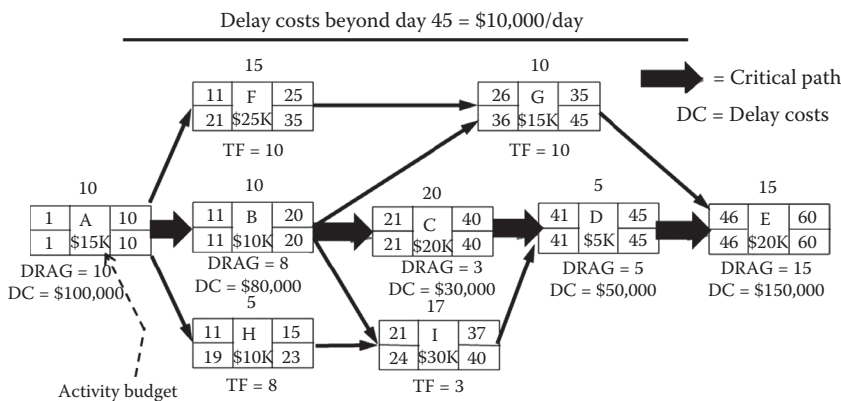 Delay costs beyond day 45 = $10,000/day
15
11 F 25
21 $25K 35
TF = 10
10
26 G 35
36 $15K 45
TF = 10
= Critical path
DC = Delay costs
10
1 A 10
1 $15K 10
DRAG = 10
DC = $100,000
Activity budget
10
11 B 20
11 $10K 20
DRAG = 8
DC = $80,000
20
21 C 40
21 $20K 40
DRAG = 3
DC = $30,000
5
41 D 45
41 $5K 45
DRAG = 5
DC = $50,000
15
46 E 60
46 $20K 60
DRAG = 15
DC = $150,000
5
11 H 15
19 $10K 23
TF = 8
17
21 I 37
24 $30K 40
TF = 3